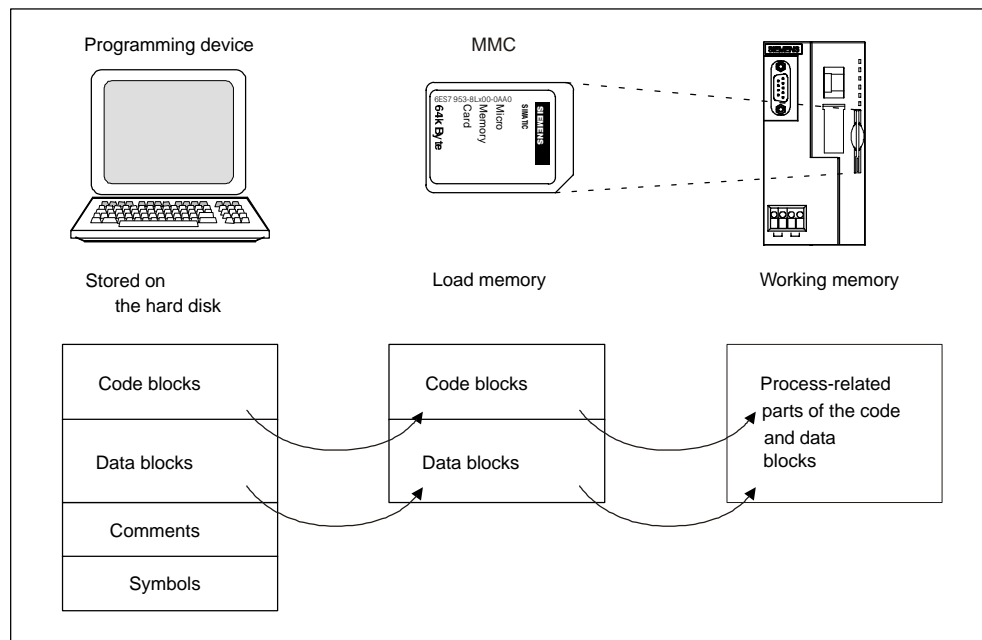 Programming device
MMC
SIEMENS
6ES7 953-8Lx00-0AA0
64k Byte
Micro
Memory
Card
SIMATIC
SIEMENS
Stored on
the hard disk
Load memory
Working memory
Code blocks
Data blocks
Comments
Symbols
Code blocks
Data blocks
Process-related
parts of the code
and data
blocks